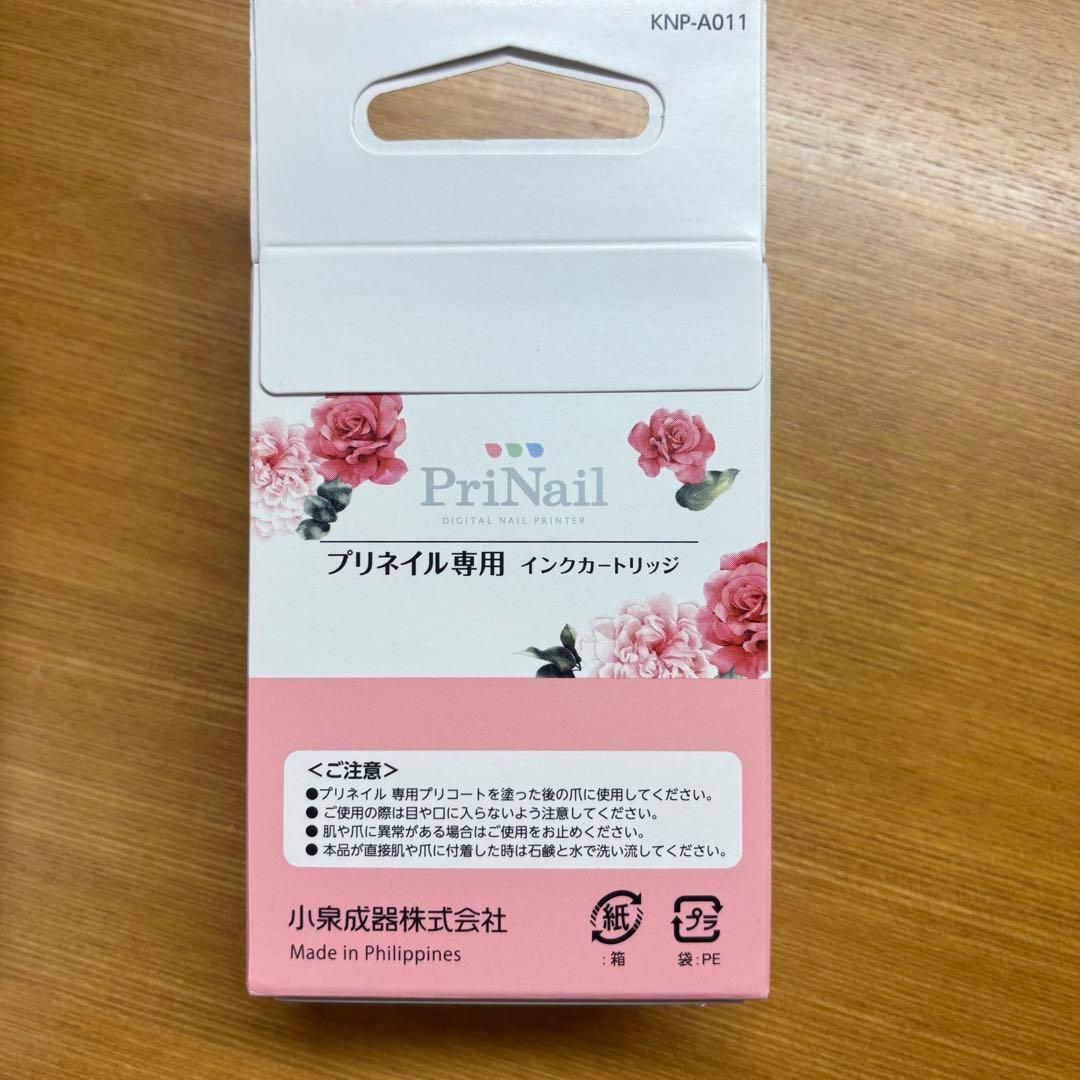 KNP-A011
PriNail
DIGITAL NAIL PRINTER
プリネイル専用 インクカートリッジ
＜ご注意＞
●プリネイル 専用プリコートを塗った後の爪に使用してください。
● ご使用の際は目や口に入らないよう注意してください。
● 肌や爪に異常がある場合はご使用をお止めください。
● 本品が直接肌や爪に付着した時は石鹸と水で洗い流してください。
小泉成器株式会社
Made in Philippines
紙
:箱
プラ
袋:PE